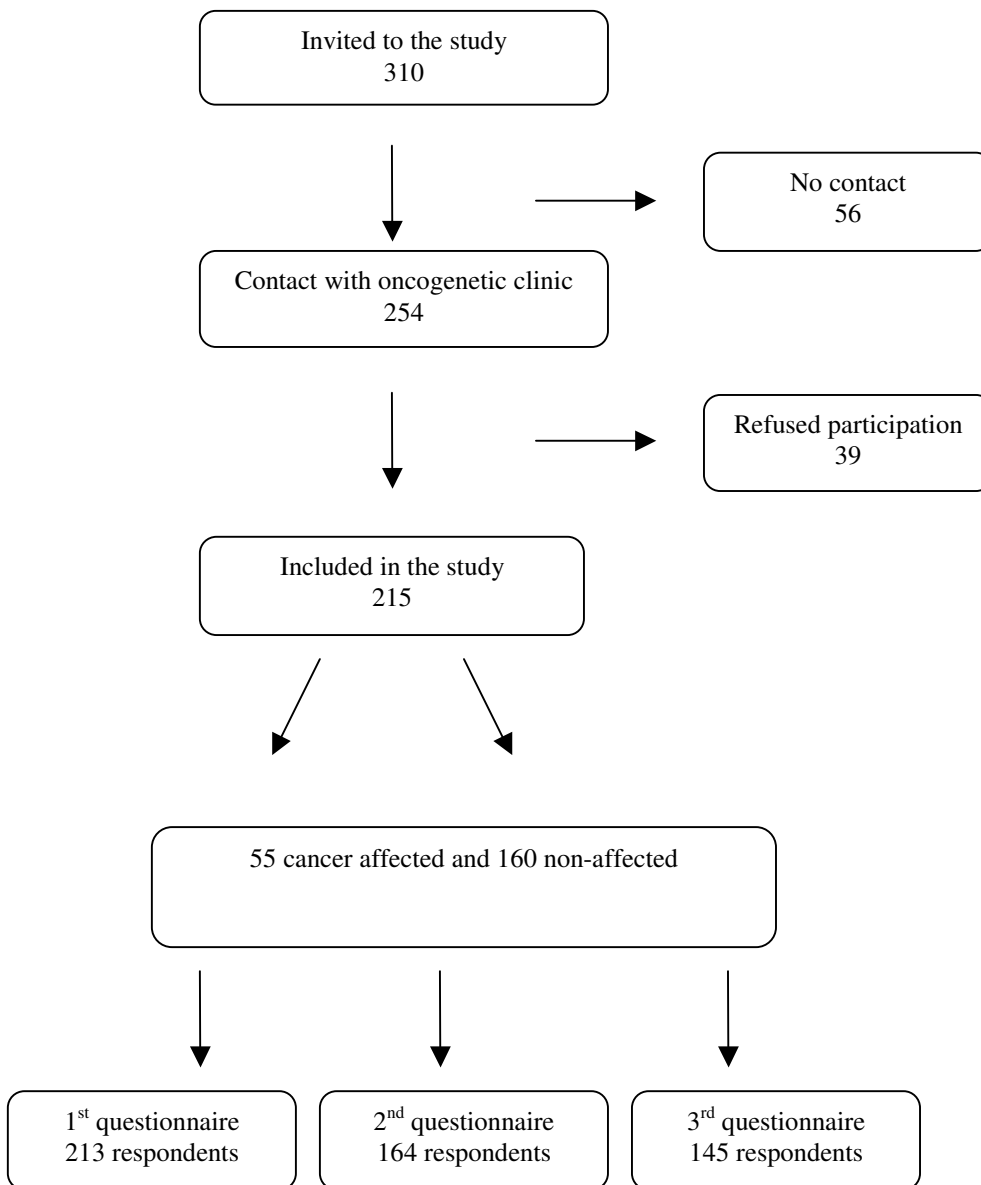 Invited to the study
310
No contact
56
Contact with oncogenetic clinic
254
Refused participation
39
Included in the study
215
55 cancer affected and 160 non-affected
1st questionnaire
213 respondents
2nd questionnaire
164 respondents
3rd questionnaire
145 respondents